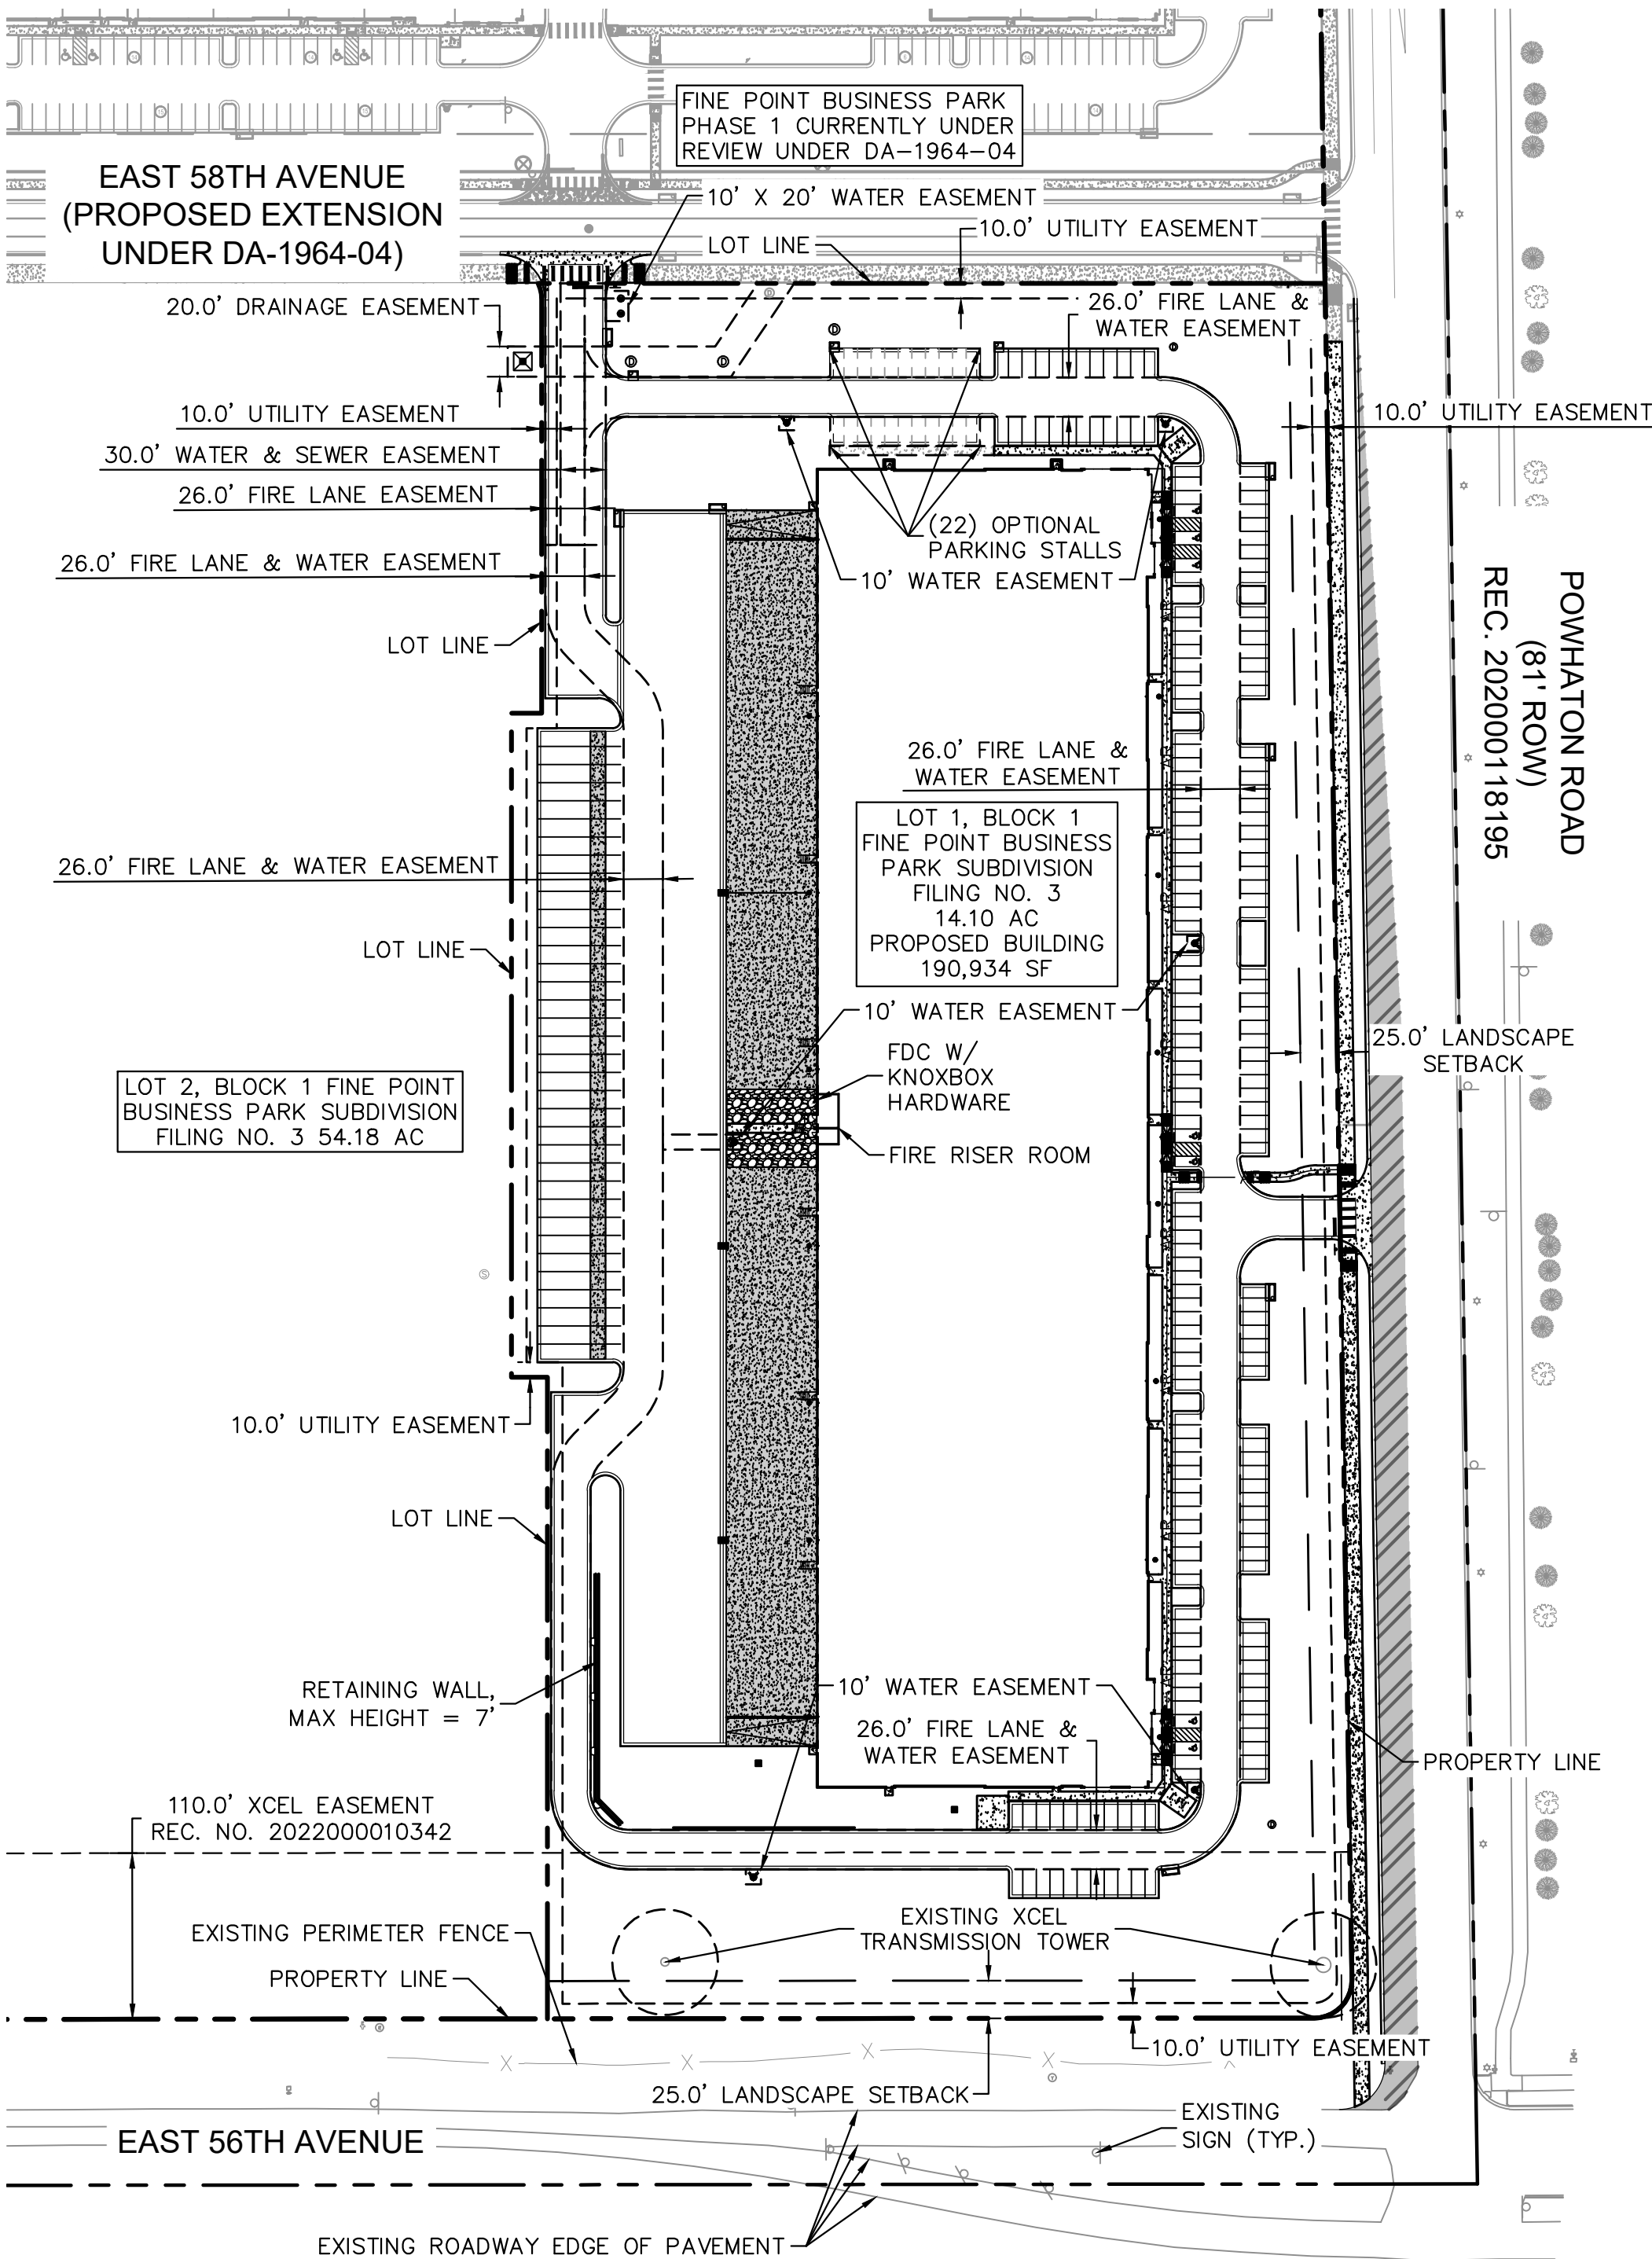 FINE POINT BUSINESS PARK
PHASE 1 CURRENTLY UNDER
REVIEW UNDER DA-1964-04
EAST 58TH AVENUE
(PROPOSED EXTENSION
UNDER DA-1964-04)
10' X 20' WATER EASEMENT
10.0' UTILITY EASEMENT
LOT LINE
20.0' DRAINAGE EASEMENT
26.0' FIRE LANE &
WATER EASEMENT
10.0' UTILITY EASEMENT
10.0' UTILITY EASEMENT
30.0' WATER & SEWER EASEMENT
26.0' FIRE LANE EASEMENT
(22) OPTIONAL
PARKING STALLS
26.0' FIRE LANE & WATER EASEMENT
10' WATER EASEMENT
LOT LINE
POWHATON ROAD
(81' ROW)
REC. 2020000118195
26.0' FIRE LANE &
WATER EASEMENT
LOT 1, BLOCK 1
FINE POINT BUSINESS
PARK SUBDIVISION
FILING NO. 3
14.10 AC
PROPOSED BUILDING
190,934 SF
26.0' FIRE LANE & WATER EASEMENT
LOT LINE
10' WATER EASEMENT
25.0' LANDSCAPE
SETBACK
FDC W/
KNOXBOX
HARDWARE
LOT 2, BLOCK 1 FINE POINT
BUSINESS PARK SUBDIVISION
FILING NO. 3 54.18 AC
FIRE RISER ROOM
10.0' UTILITY EASEMENT
LOT LINE
RETAINING WALL,
MAX HEIGHT = 7'
10' WATER EASEMENT
26.0' FIRE LANE &
WATER EASEMENT
PROPERTY LINE
110.0' XCEL EASEMENT
REC. NO. 2022000010342
EXISTING XCEL
TRANSMISSION TOWER
EXISTING PERIMETER FENCE
PROPERTY LINE
10.0' UTILITY EASEMENT
25.0' LANDSCAPE SETBACK
EXISTING
SIGN (TYP.)
EAST 56TH AVENUE
EXISTING ROADWAY EDGE OF PAVEMENT